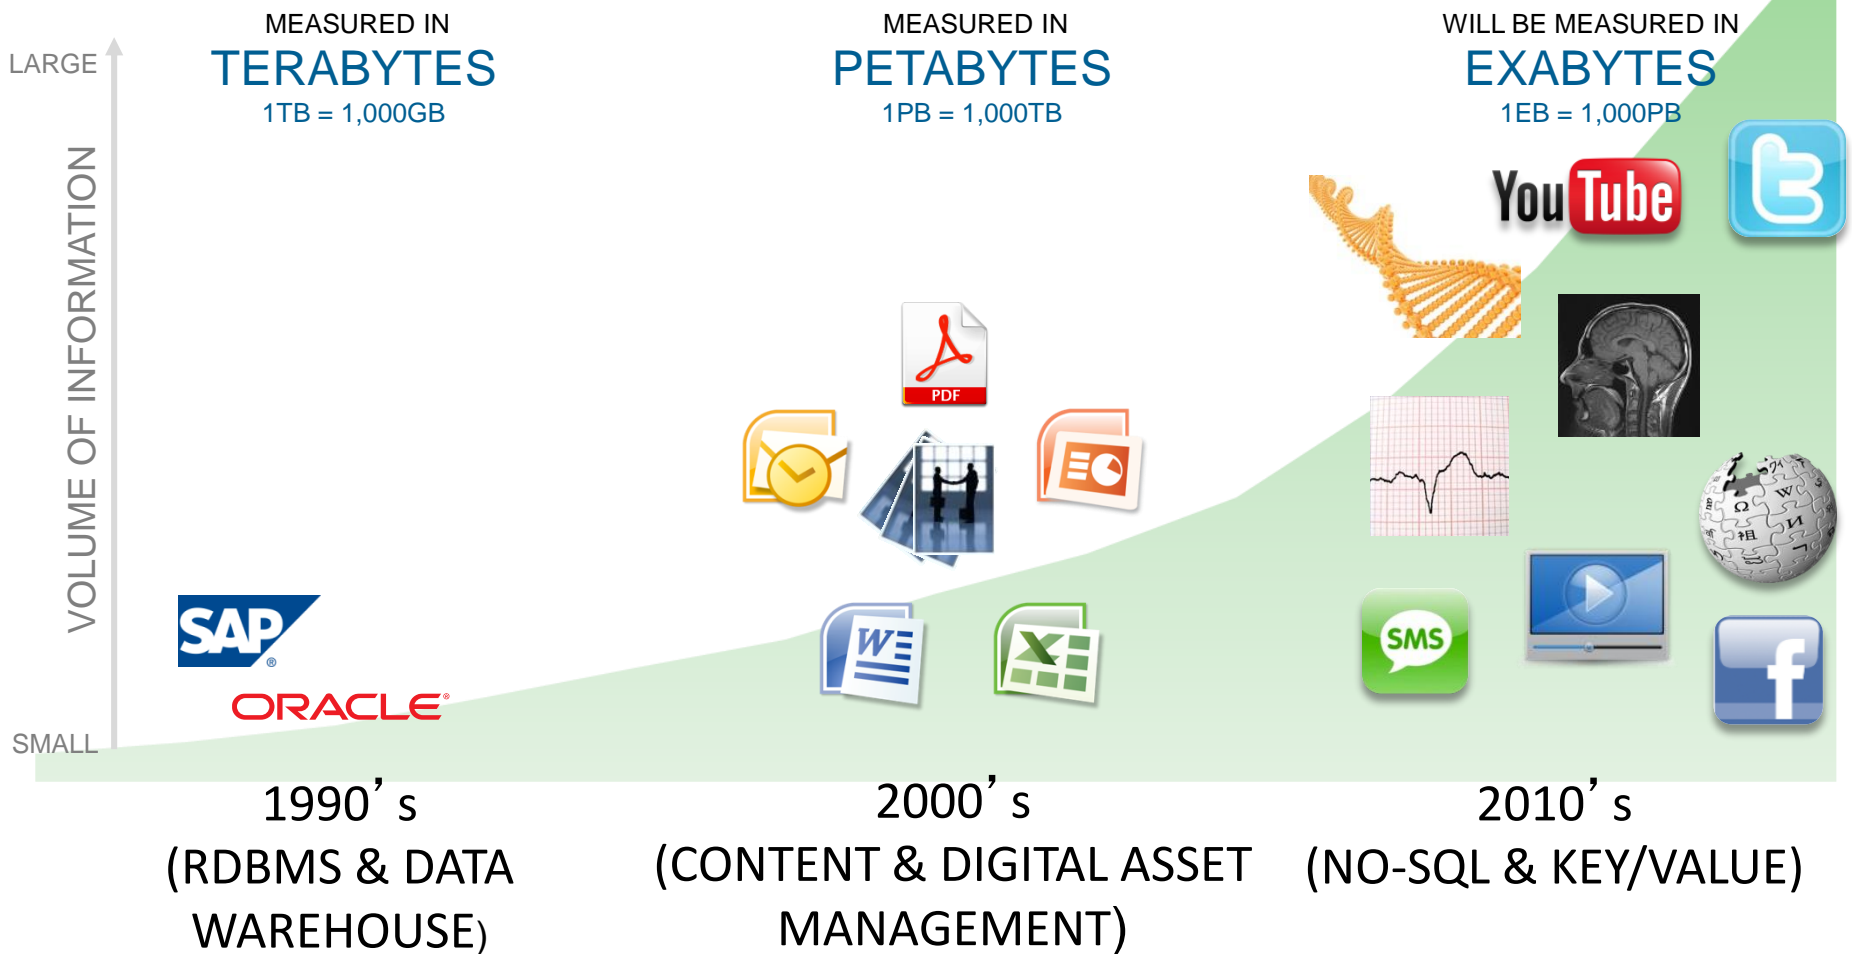 MEASURED IN
TERABYTES
1TB = 1,000GB
MEASURED IN
PETABYTES
1PB = 1,000TB
WILL BE MEASURED IN
EXABYTES
1EB = 1,000PB
LARGE
VOLUME OF INFORMATION
SMALL
SAP®
ORACLE®
PDF
W
X
YouTube
t
Ω
W
И
祖
SMS
f
1990's
(RDBMS & DATA
WAREHOUSE)
2000's
(CONTENT & DIGITAL ASSET
MANAGEMENT)
2010's
(NO-SQL & KEY/VALUE)